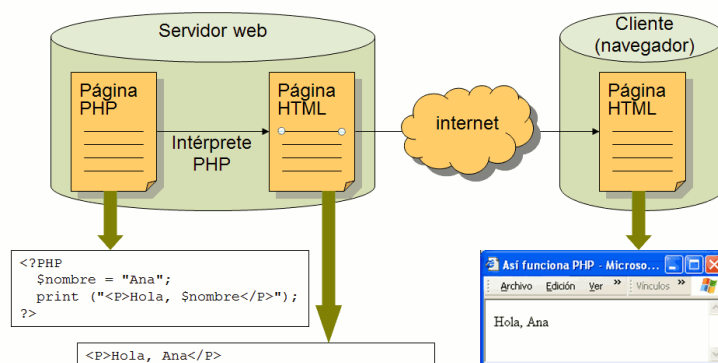 Servidor web
Cliente
(navegador)
Página
PHP
Intérprete
PHP
Página
HTML
internet
Página
HTML
<?PHP
$nombre = "Ana";
print ("<P>Hola, $nombre</P>");
?>
<P>Hola, Ana</P>
Así funciona PHP - Microso...
Archivo Edición Ver » Vínculos »
Hola, Ana